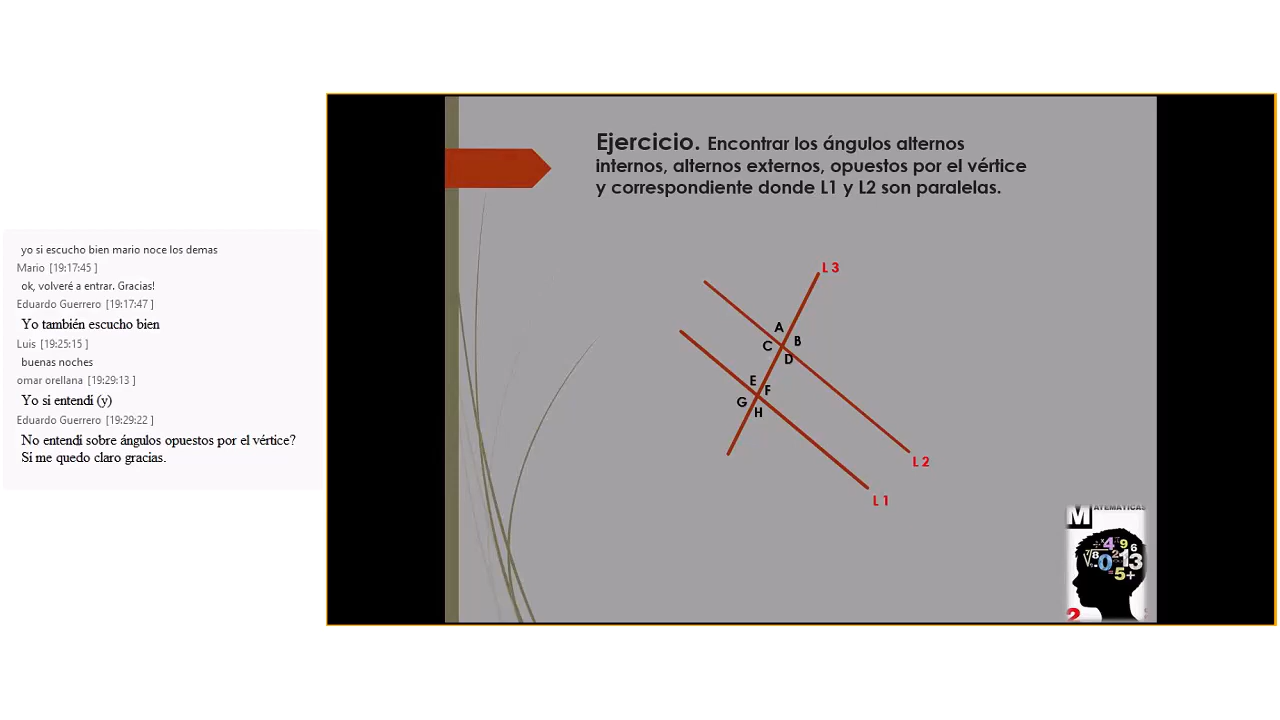 yo si escucho bien mario noce los demas
Mario [19:17:45 ]
ok, volveré a entrar. Gracias!
Eduardo Guerrero [19:17:47 ]
Yo también escucho bien
Luis [19:25:15 ]
buenas noches
omar orellana [19:29:13 ]
Yo si entendi (y)
Eduardo Guerrero [19:29:22 ]
No entendi sobre ángulos opuestos por el vértice?
Si me quedo claro gracias.
Ejercicio. Encontrar los ángulos alternos
internos, alternos externos, opuestos por el vértice
y correspondiente donde L1 y L2 son paralelas.
L 3
A
B
C
D
E
F
G
H
L 2
L 1
MATEMATICAS
2